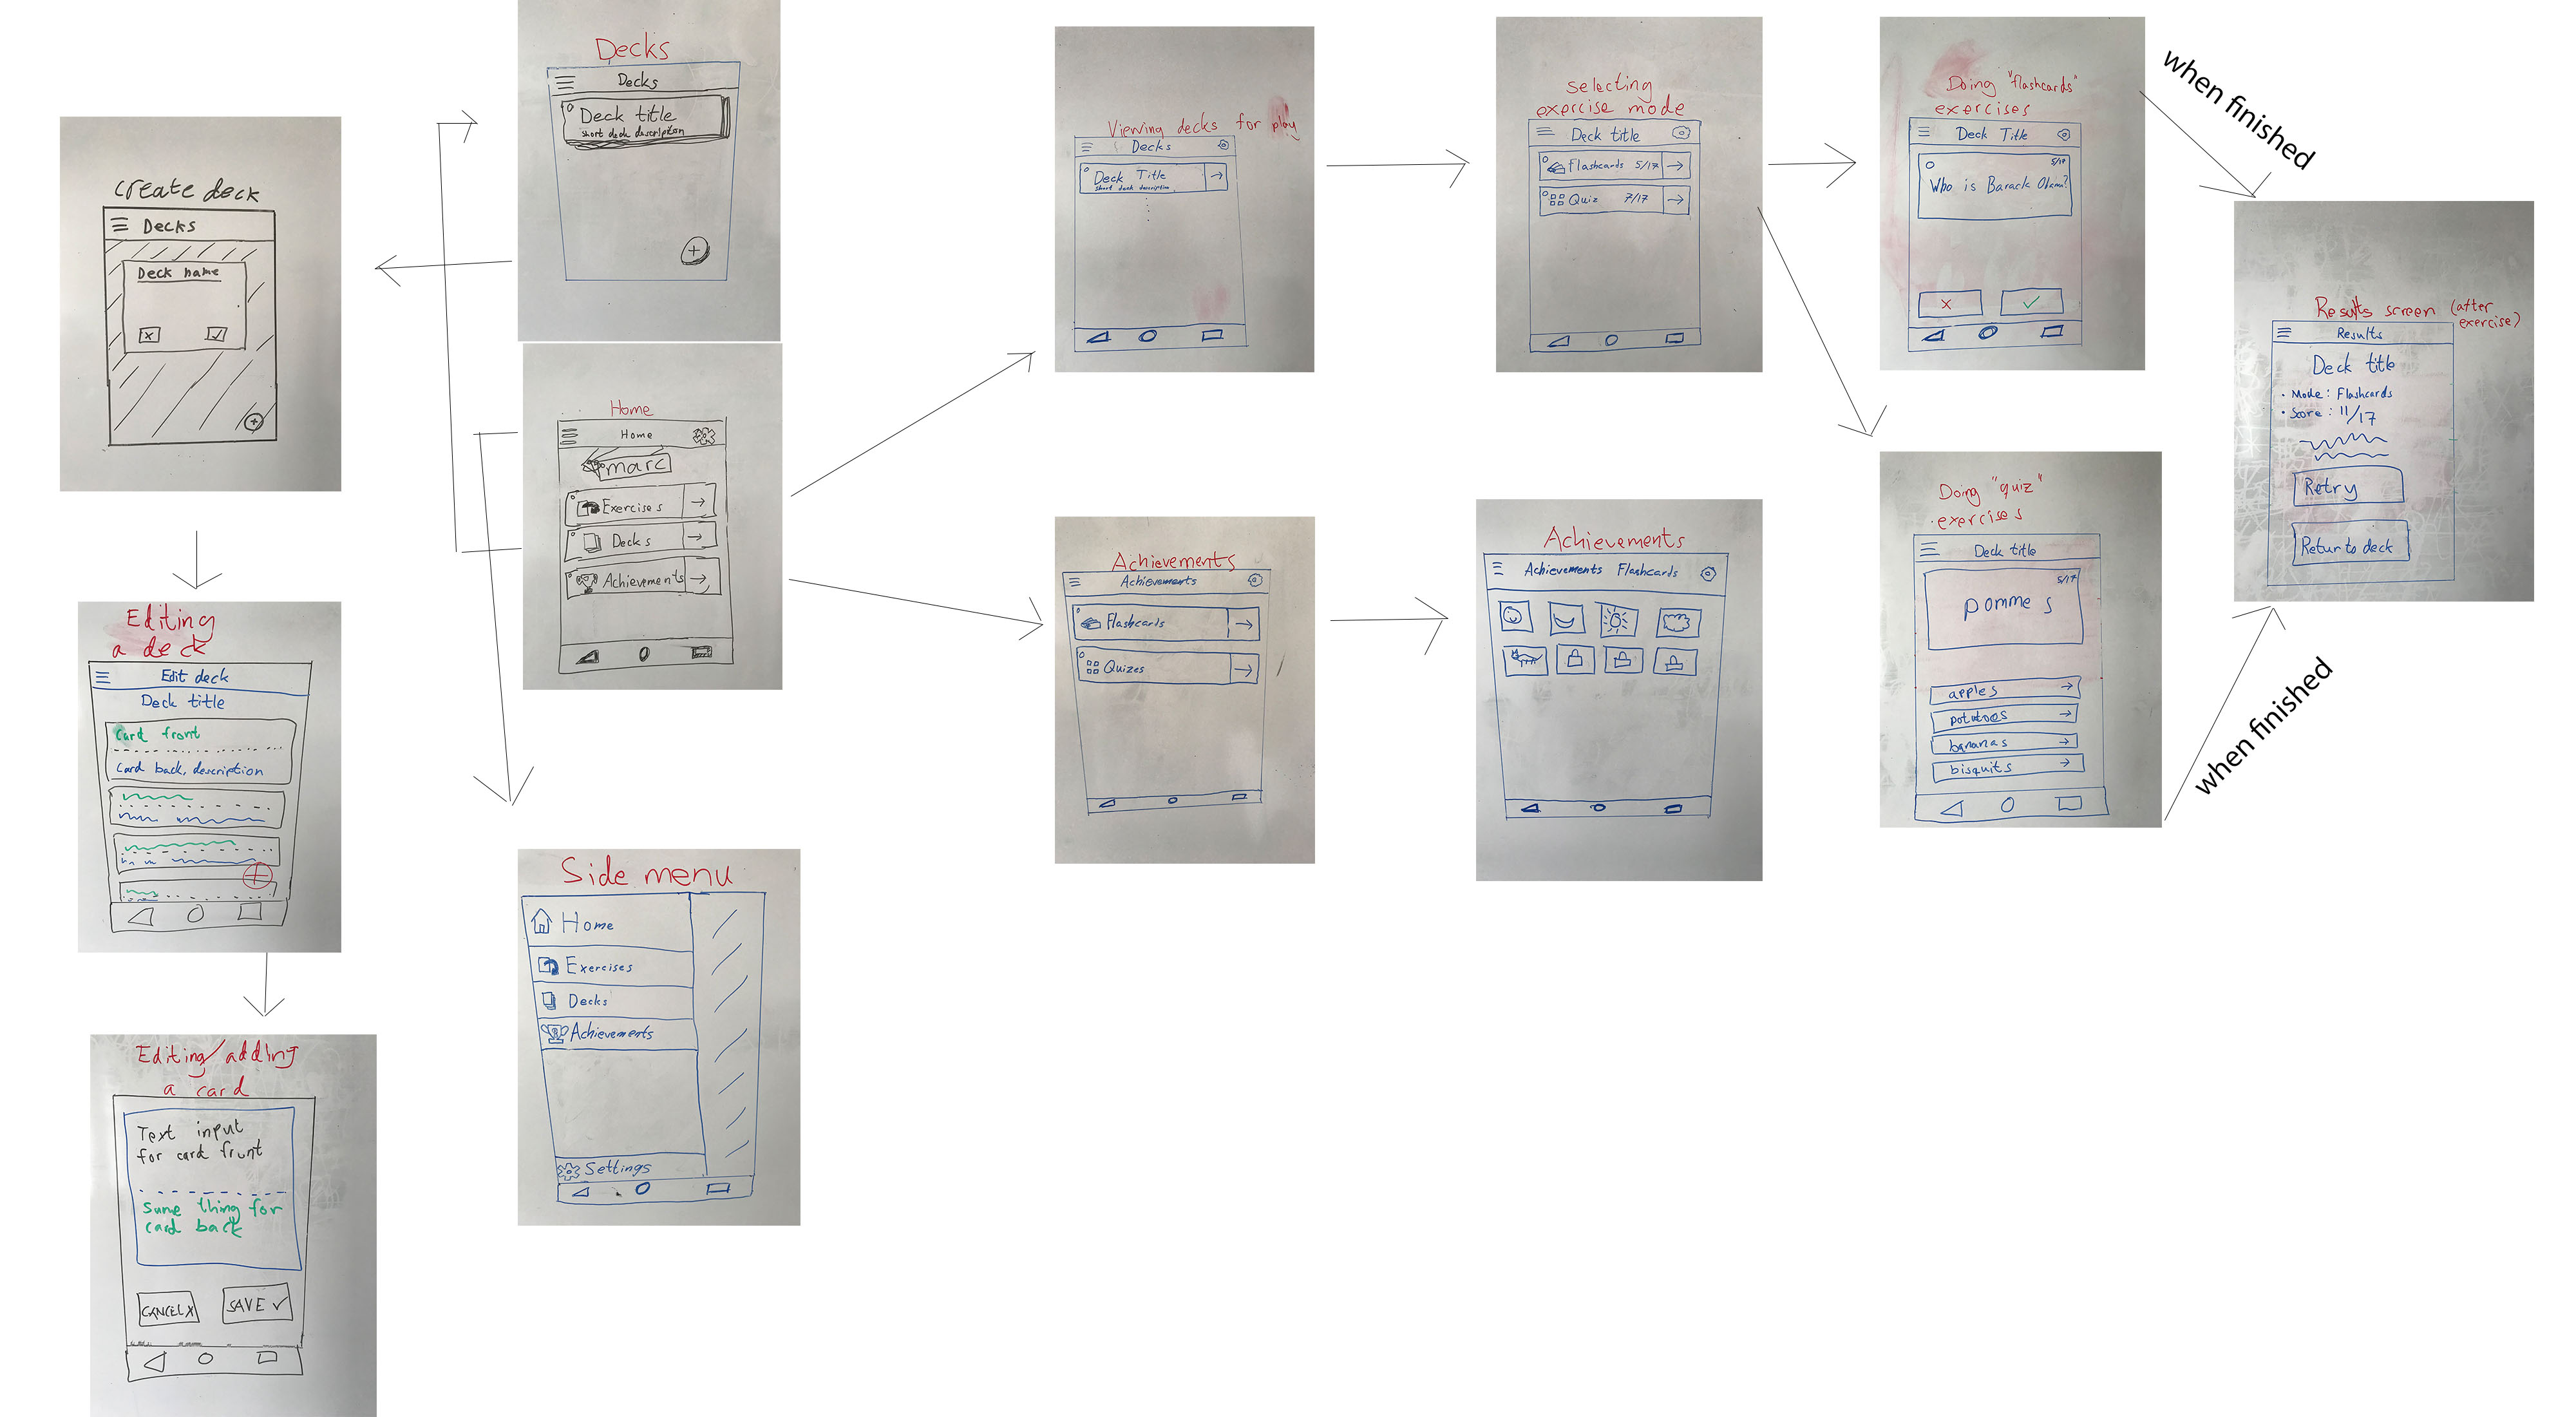 create deck
Decks
Deck name
x
Editing
a deck
Edit deck
Deck title
Card front
Card back, description
Editing/adding
a card
Text input
for card frunt
Same thing for
card back
CANCEL X
SAVE ✓
Decks
Decks
Deck title
short deck description
+
Home
Home
marc
Exercises
Decks
Achievements
Side menu
Home
Exercises
Decks
Achievements
Settings
Viewing decks for play
Decks
Deck Title
short deck description
Achievements
Achievements
Flashcards
Quizes
selecting
exercise mode
Deck title
Flashcards 5/17
Quiz 7/17
Achievements
Achievements Flashcards
Doing "flashcards"
exercises
Deck Title
5/17
Who is Barack Obama?
x ✓
when finished
Doing "quiz"
exercises
Deck title
5/17
pommes
apples
potatoes
bananas
bisquits
when finished
Results screen (after
exercise)
Results
Deck title
• Mode: Flashcards
• Score: 11/17
Retry
Return to deck